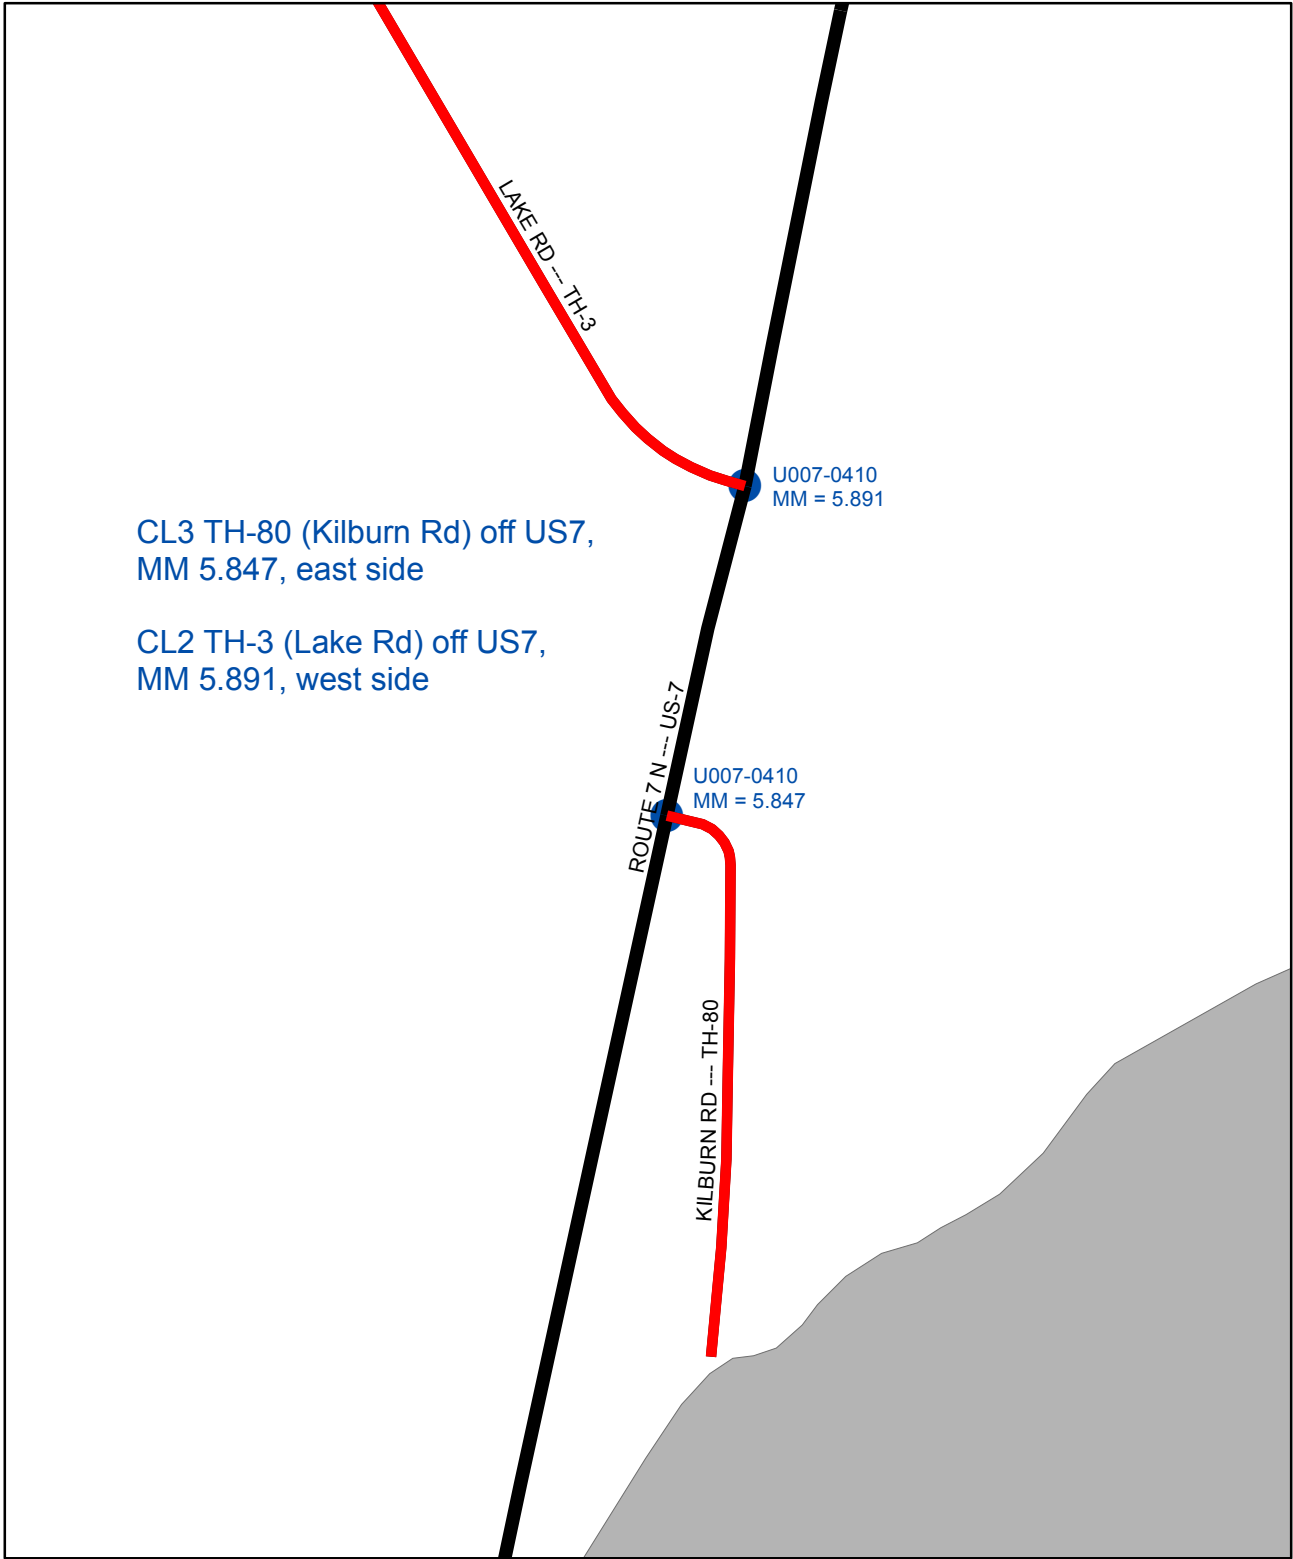 LAKE RD ---- TH-3
U007-0410
MM = 5.891
CL3 TH-80 (Kilburn Rd) off US7,
MM 5.847, east side
CL2 TH-3 (Lake Rd) off US7,
MM 5.891, west side
ROUTE 7 N --- US-7
U007-0410
MM = 5.847
KILBURN RD --- TH-80